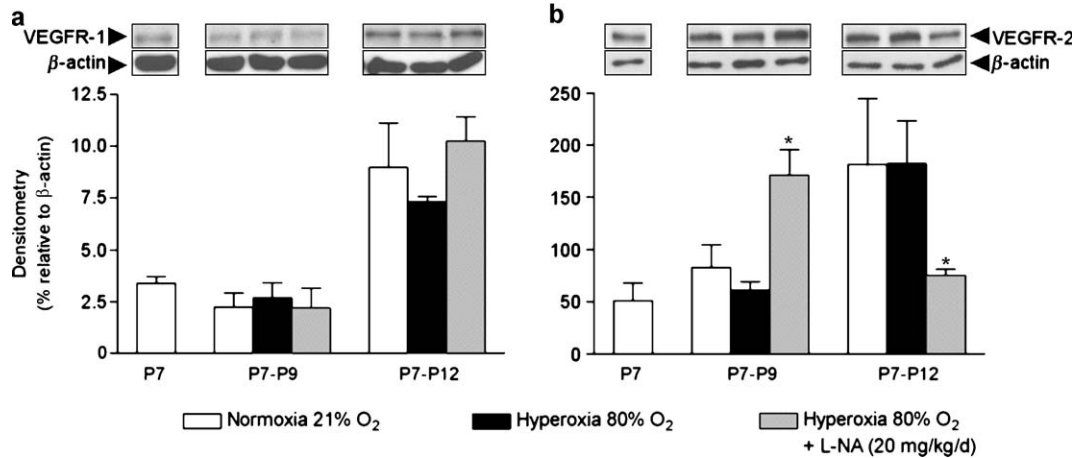 a
VEGFR-1
β-actin
Densitometry
(% relative to β-actin)
12.5
10.0
7.5
5.0
2.5
0
P7
P7-P9
P7-P12
b
VEGFR-2
β-actin
250
200
150
100
50
0
*
*
P7
P7-P9
P7-P12
Normoxia 21% O₂
Hyperoxia 80% O₂
Hyperoxia 80% O₂
+ L-NA (20 mg/kg/d)